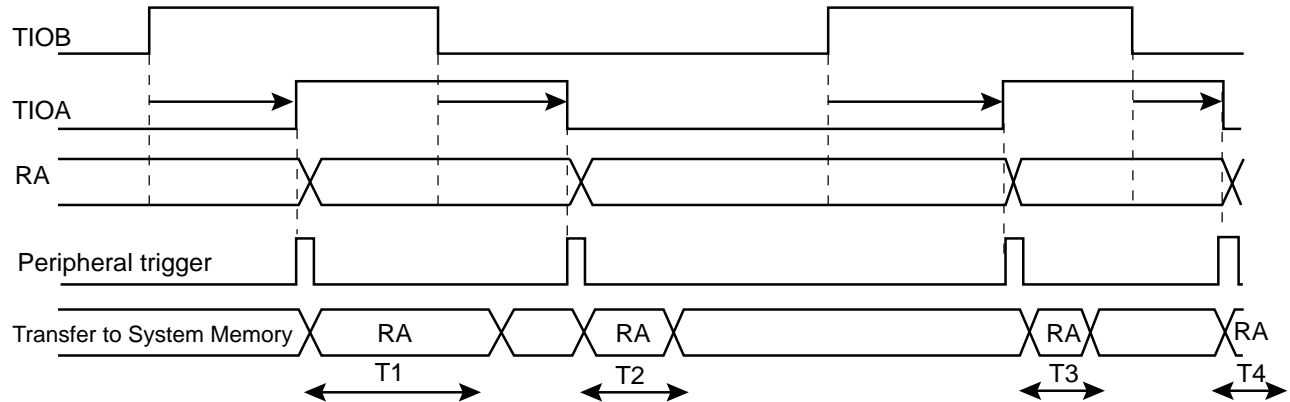 TIOB
TIOA
RA
Peripheral trigger
Transfer to System Memory RA RA RA RA
T1 T2 T3 T4